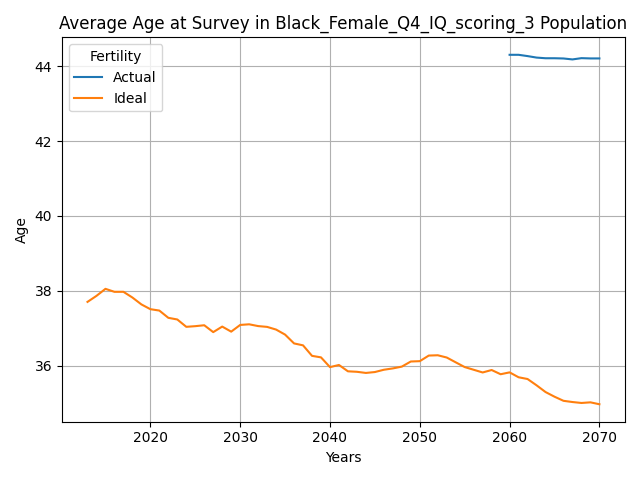 Average Age at Survey in Black_Female_Q4_IQ_scoring_3 Population
Fertility
Actual
Ideal
44
42
40
38
36
Age
2020
2030
2040
2050
2060
2070
Years